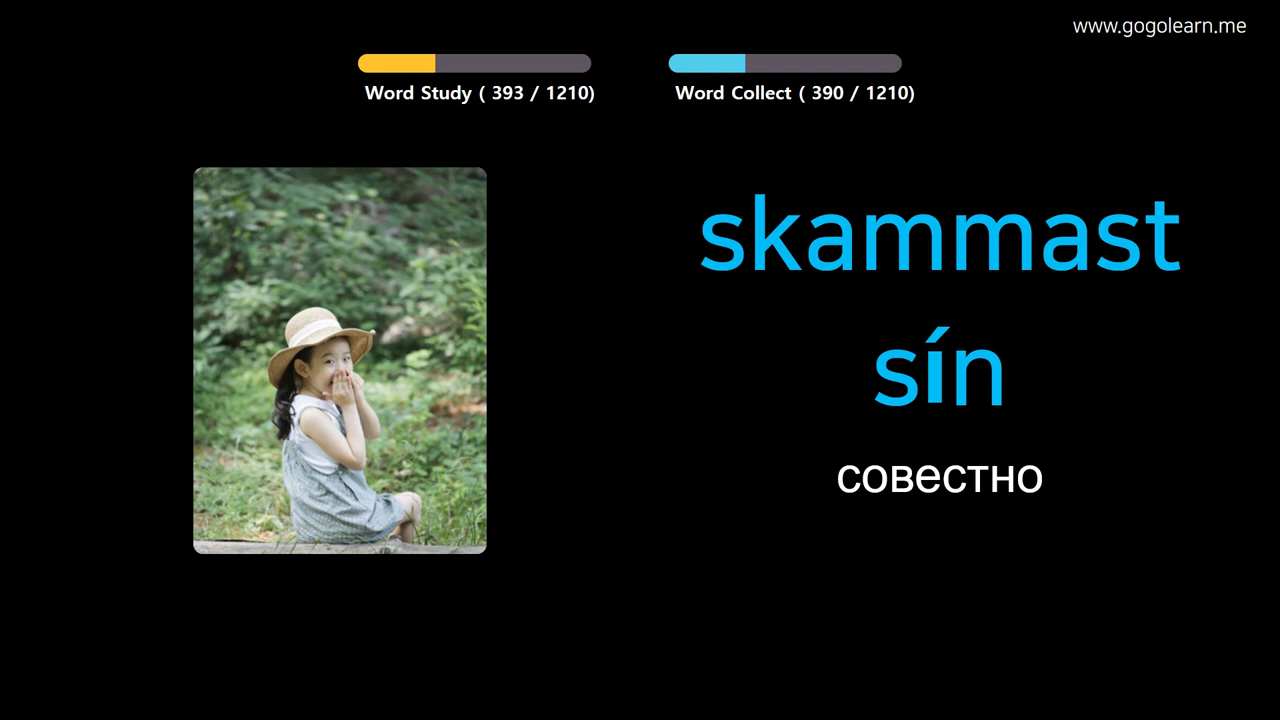 www.gogolearn.me
Word Study ( 393 / 1210)
Word Collect ( 390 / 1210)
skammast
sín
совестно